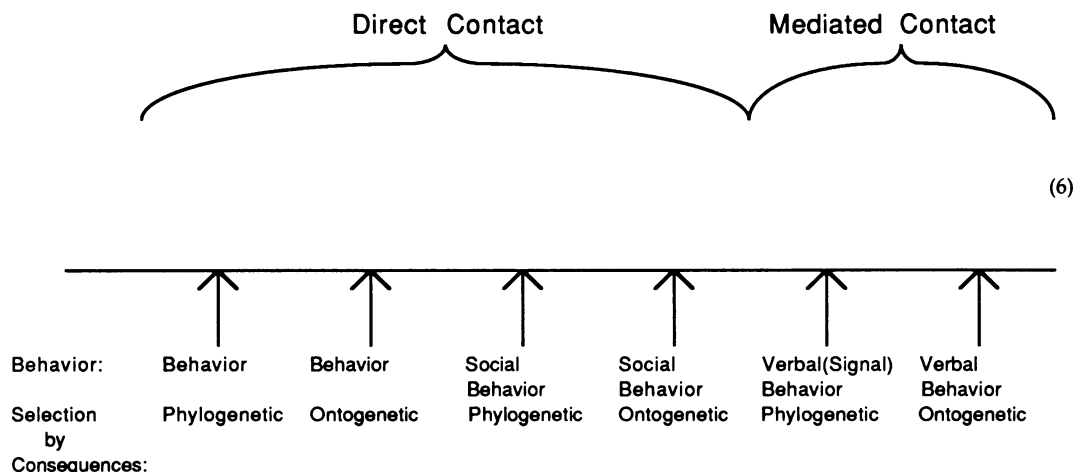 Direct Contact Mediated Contact
(6)
Behavior: Behavior Behavior Social Social Verbal(Signal) Verbal
Behavior Behavior Behavior Behavior
Selection Phylogenetic Ontogenetic Phylogenetic Ontogenetic Phylogenetic Ontogenetic
by
Consequences: